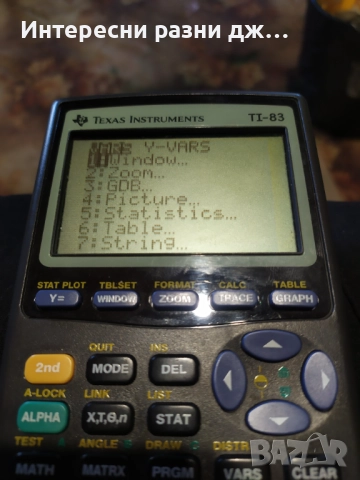 Интересни разни дж...
TEXAS INSTRUMENTS TI-83
VARS Y-VARS
1:Window...
2:Zoom...
3:GDB...
4:Picture...
5:Statistics...
6:Table...
7:String...
STAT PLOT TBLSET FORMAT CALC TABLE
Y= WINDOW ZOOM TRACE GRAPH
QUIT INS
2nd MODE DEL
A-LOCK LINK LIST
ALPHA X,T,Θ,n STAT
TEST A ANGLE B DRAW C DISTR
MATH MATRX PRGM VARS CLEAR
BAZAR